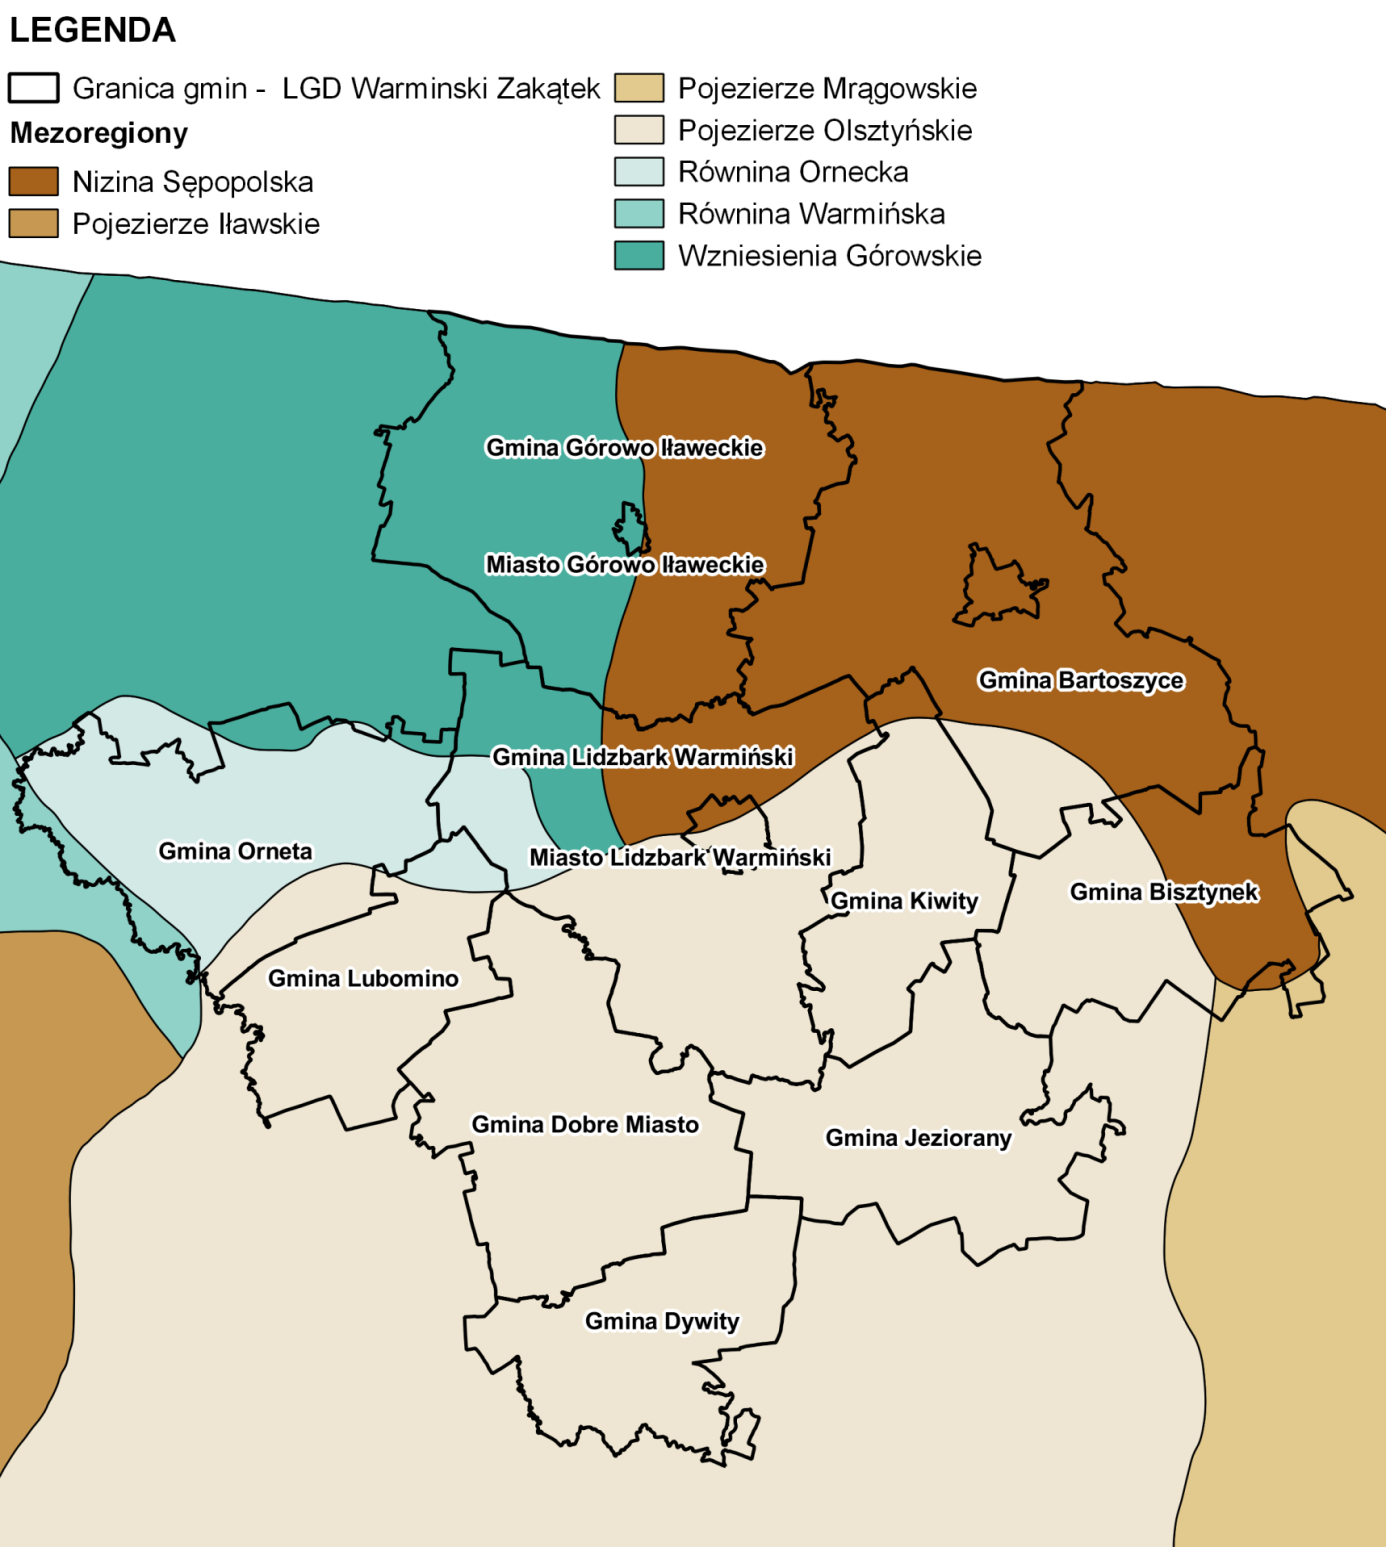 LEGENDA
Granica gmin - LGD Warminski Zakątek
Mezoregiony
Nizina Sępopolska
Pojezierze Iławskie
Pojezierze Mrągowskie
Pojezierze Olsztyńskie
Równina Ornecka
Równina Warmińska
Wzniesienia Górowskie
Gmina Górowo Iławeckie
Miasto Górowo Iławeckie
Gmina Bartoszyce
Gmina Lidzbark Warmiński
Gmina Orneta
Miasto Lidzbark Warmiński
Gmina Kiwity
Gmina Bisztynek
Gmina Lubomino
Gmina Dobre Miasto
Gmina Jeziorany
Gmina Dywity